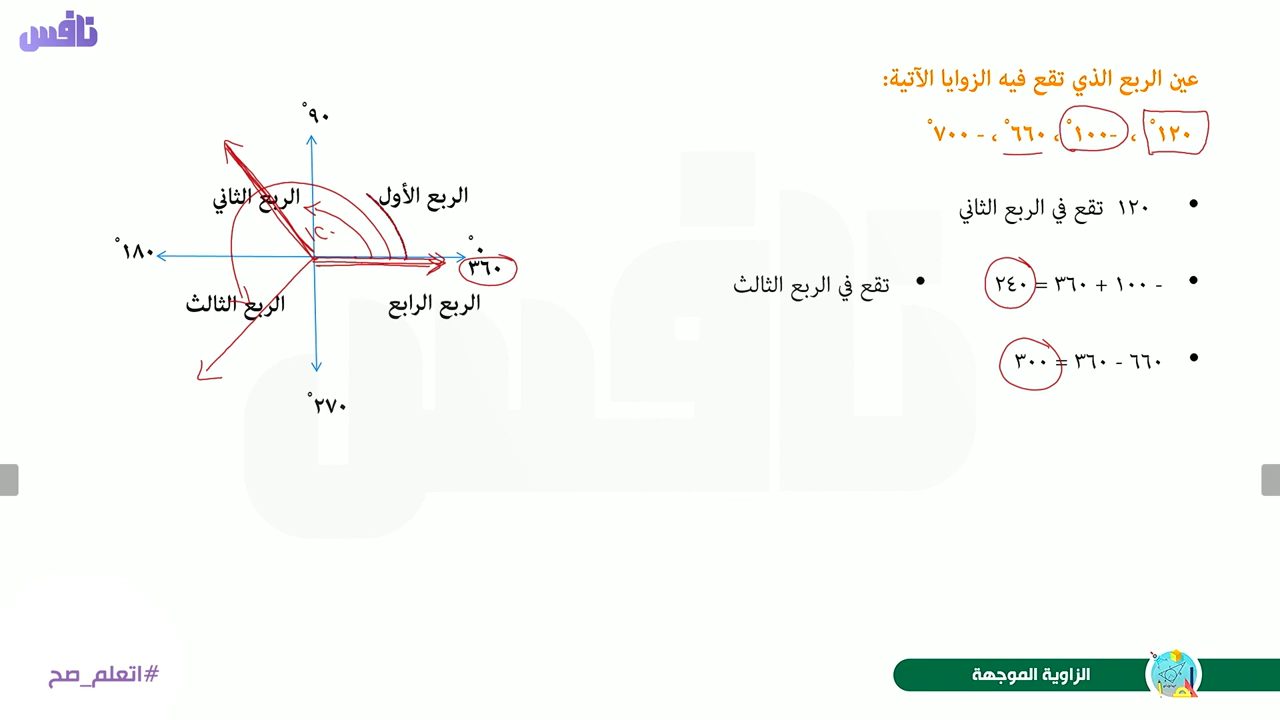 نافس
عين الربع الذي تقع فيه الزوايا الآتية:
١٢٠° ، -١٠٠° ، ٦٦٠° ، - ٧٠٠°
• ١٢٠ تقع في الربع الثاني
• - ١٠٠ + ٣٦٠ = ٢٤٠ • تقع في الربع الثالث
• ٦٦٠ - ٣٦٠ = ٣٠٠
٩٠°
الربع الأول
الربع الثاني
١٢٠
٠°
١٨٠°
٣٦٠
الربع الرابع
الربع الثالث
٢٧٠°
الزاوية الموجهة
#اتعلم_صح